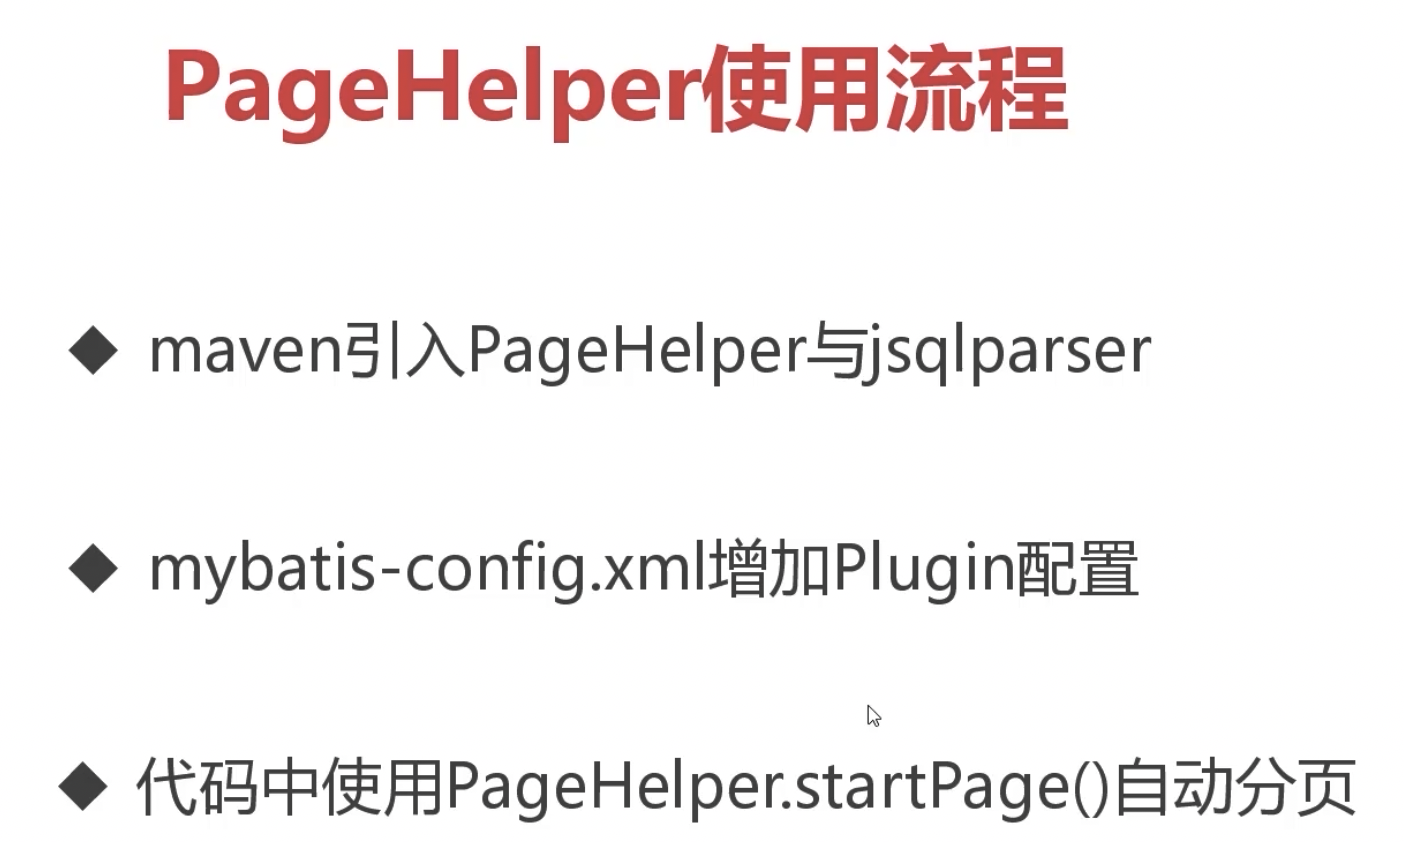 PageHelper使用流程
maven引入PageHelper与jsqlparser
mybatis-config.xml增加Plugin配置
代码中使用PageHelper.startPage()自动分页